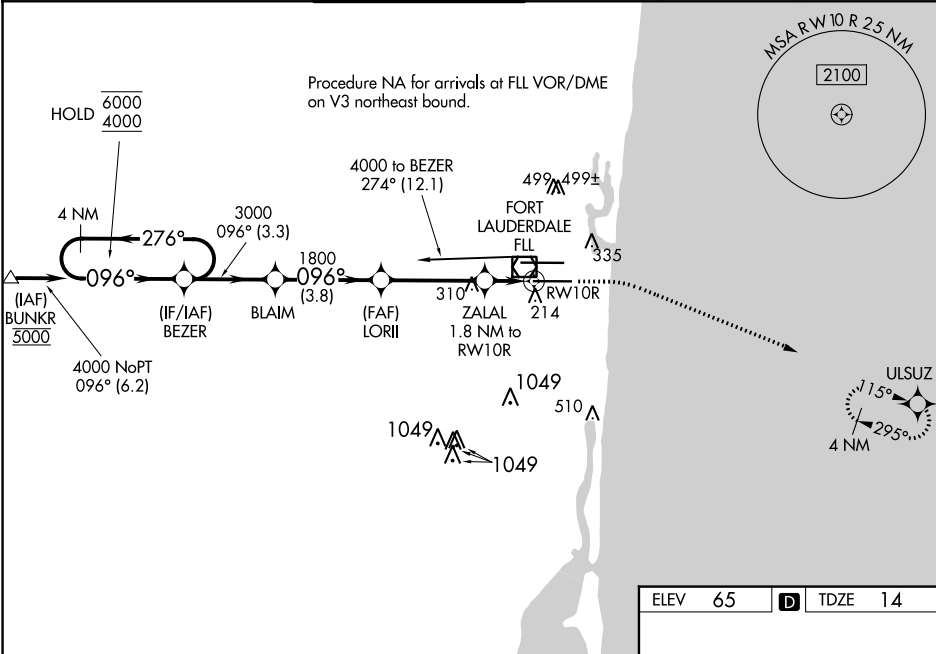 MSA RW 10 R 25 NM
2100
Procedure NA for arrivals at FLL VOR/DME
on V3 northeast bound.
HOLD
6000
4000
4000 to BEZER
274° (12.1)
499
499±
FORT
LAUDERDALE
FLL
335
4 NM
276°
3000
096° (3.3)
1800
096°
096°
(3.8)
310
RW10R
214
(IAF)
BUNKR
5000
(IF/IAF)
BEZER
BLAIM
(FAF)
LORII
ZALAL
1.8 NM to
RW10R
4000 NoPT
096° (6.2)
1049
510
1049
1049
ULSUZ
115°
295°
4 NM
ELEV 65 D TDZE 14